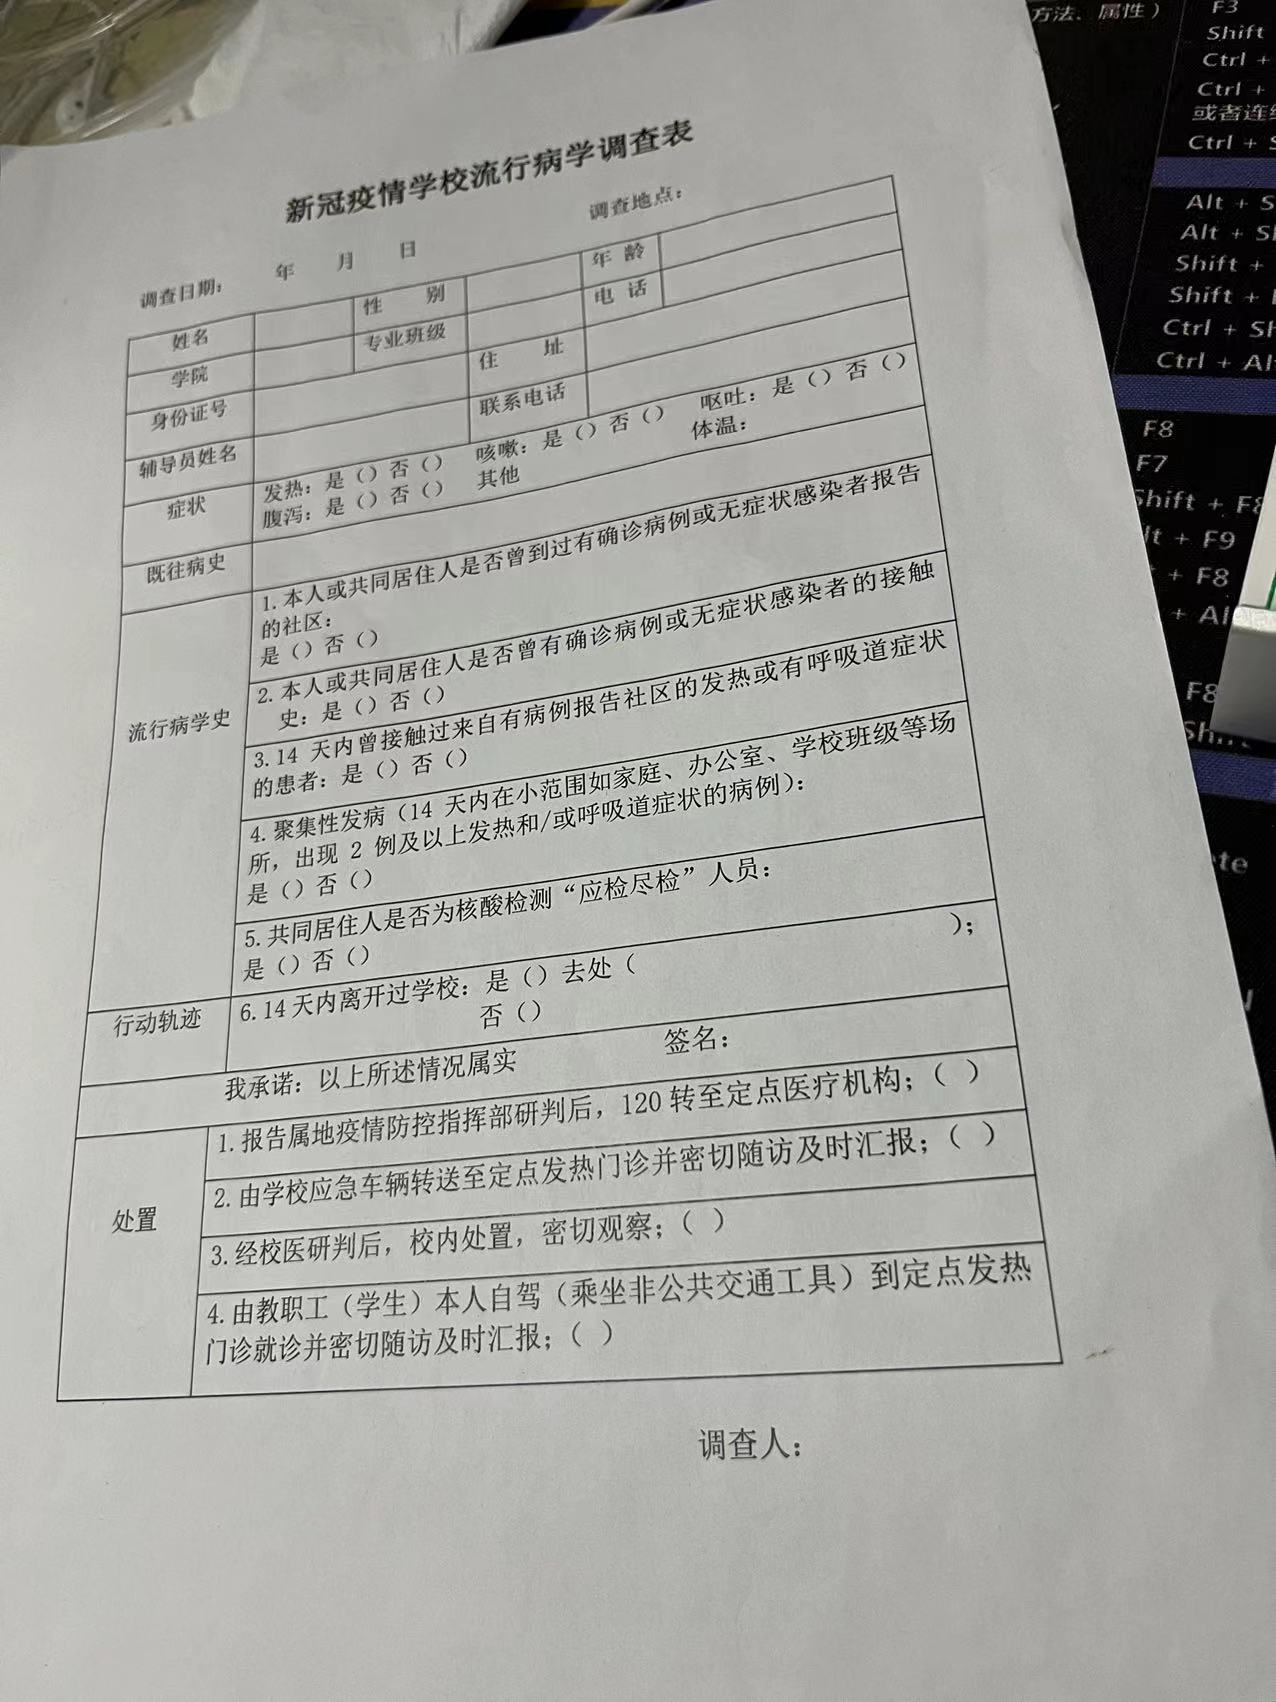 新冠疫情学校流行病学调查表
调查日期： 年 月 日 调查地点：
姓名 性 别 年 龄
学院 专业班级 电 话
身份证号 住 址
辅导员姓名 联系电话
症状 发热：是（）否（） 咳嗽：是（）否（） 呕吐：是（）否（）
腹泻：是（）否（） 其他 体温：
既往病史
流行病学史
1.本人或共同居住人是否曾到过有确诊病例或无症状感染者报告
的社区：
是（）否（）
2.本人或共同居住人是否曾有确诊病例或无症状感染者的接触
史：是（）否（）
3.14 天内曾接触过来自有病例报告社区的发热或有呼吸道症状
的患者：是（）否（）
4.聚集性发病（14 天内在小范围如家庭、办公室、学校班级等场
所，出现 2 例及以上发热和/或呼吸道症状的病例）：
是（）否（）
5.共同居住人是否为核酸检测“应检尽检”人员：
是（）否（）
行动轨迹 6.14天内离开过学校：是（）去处（ ）；
否（）
我承诺：以上所述情况属实 签名：
处置
1.报告属地疫情防控指挥部研判后，120转至定点医疗机构；（ ）
2.由学校应急车辆转送至定点发热门诊并密切随访及时汇报；（ ）
3.经校医研判后，校内处置，密切观察；（ ）
4.由教职工（学生）本人自驾（乘坐非公共交通工具）到定点发热
门诊就诊并密切随访及时汇报；（ ）
调查人：
方法、属性）
F3
Shift
Ctrl +
Ctrl +
或者连
Ctrl + S
Alt + S
Alt + S
Shift +
Shift +
Ctrl + Sh
Ctrl + Al
F8
F7
Shift + F8
lt + F9
+ F8
+ Al
F8
Sh
te